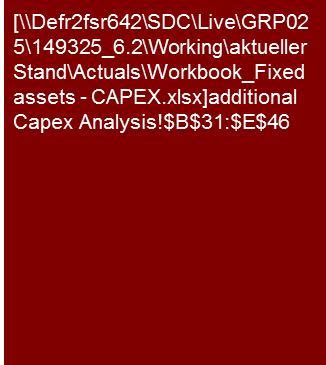 [\\Defr2fsr642\SDC\Live\GRP02
5\149325_6.2\Working\aktueller
Stand\Actuals\Workbook_Fixed
assets - CAPEX.xlsx]additional
Capex Analysis!$B$31:$E$46